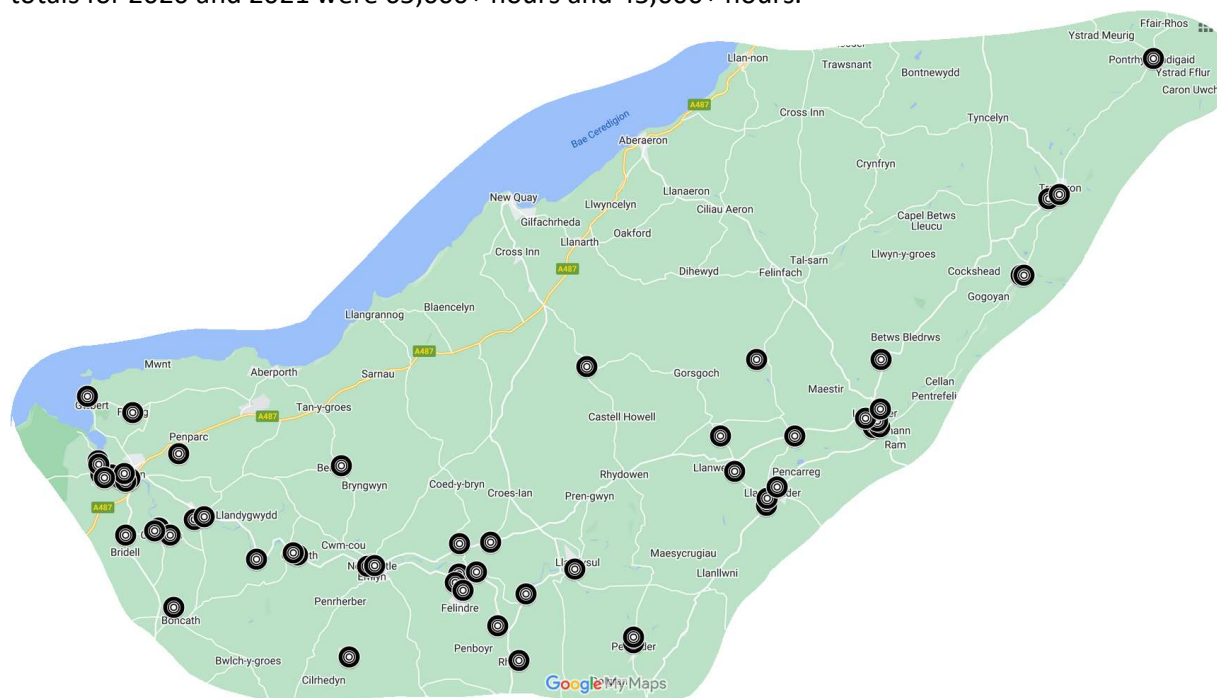 totals for 2020 and 2021 were 65,000+ hours and 45,000+ hours.
Ffair-Rhos
Ystrad Meurig
Llan-non
Trawsnant
Bontnewydd
Ystrad Fflur
Caron Uwch
A487
Bae Ceredigion
Cross Inn
Tyncelyn
Aberaeron
Crynfryn
New Quay
Llanaeron
Llwyncelyn
Ciliau Aeron
Gilfachrheda
Oakford
Capel Betws
Lleucu
Cross Inn
Llanarth
Tal-sarn
Llwyn-y-groes
A487
Dihewyd
Felinfach
Cockshead
Gogoyan
Blaencelyn
Llangrannog
Betws Bledrws
A487
Mwnt
Aberporth
Sarnau
Gorsgoch
Maestir
Cellan
Pentrefelin
Tan-y-groes
A487
Castell Howell
Penparc
Ram
Rhydowen
Pencarreg
Bryngwyn
Coed-y-bryn
Croes-lan
Pren-gwyn
A487
Llandygwydd
Bridell
Cwm-cou
Emlyn
Maesycrugiau
Llanllwni
Penrherber
Felindre
Boncath
Penboyr
Bwlch-y-groes
Cilrhedyn
Google My Maps